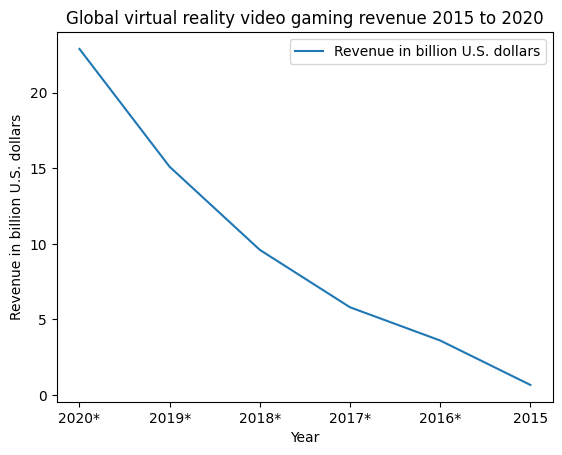 Global virtual reality video gaming revenue 2015 to 2020
Revenue in billion U.S. dollars
Revenue in billion U.S. dollars
20
15
10
5
0
2020* 2019* 2018* 2017* 2016* 2015
Year